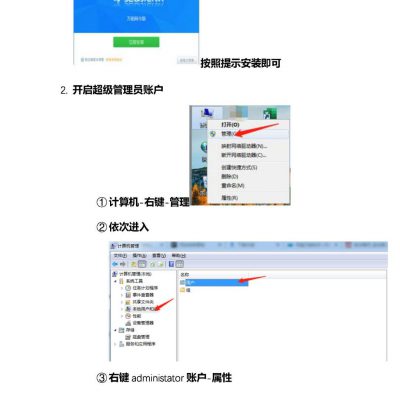 按照提示安装即可
2. 开启超级管理员账户
打开(O)
管理(G)
映射网络驱动器(N)...
断开网络驱动器(C)...
创建快捷方式(S)
删除(D)
重命名(M)
属性(R)
①计算机-右键-管理
②依次进入
计算机管理
文件(F) 操作(A) 查看(V) 帮助(H)
计算机管理(本地)
名称
系统工具
用户
任务计划程序
组
事件查看器
共享文件夹
本地用户和组
性能
设备管理器
存储
磁盘管理
服务和应用程序
③右键 administator 账户-属性